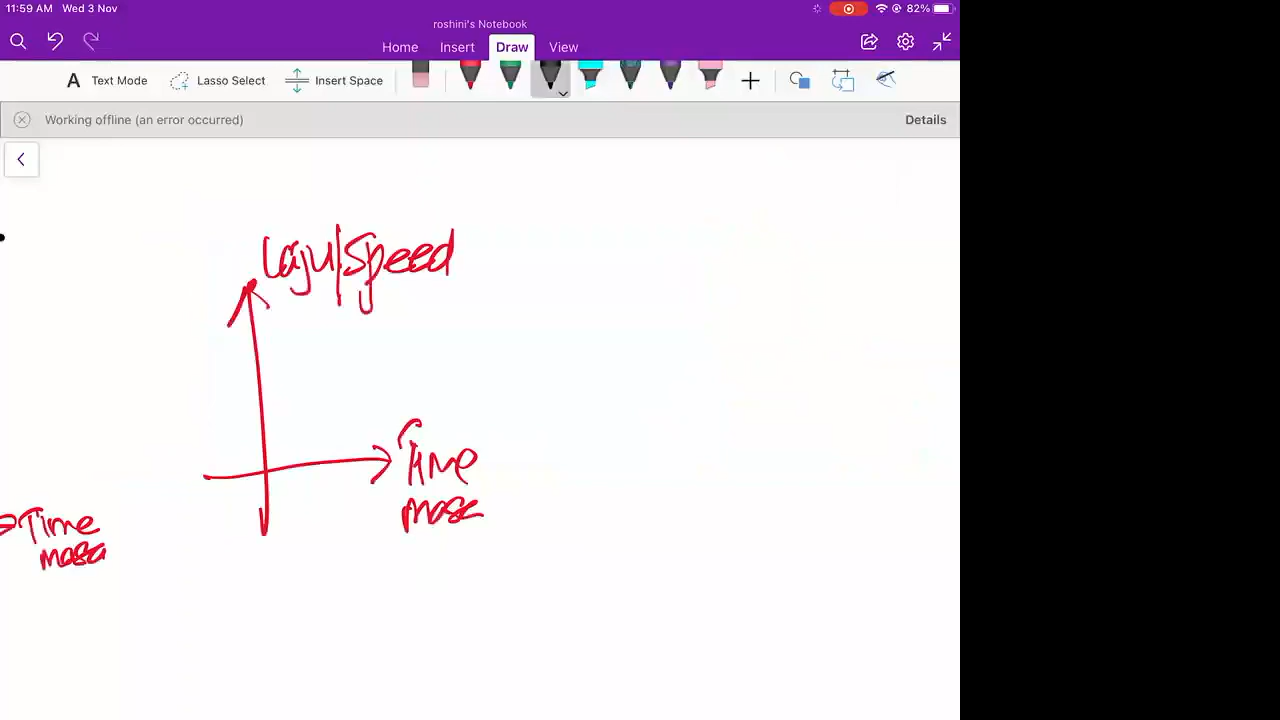 11:59 AM Wed 3 Nov
82%
roshini's Notebook
Home Insert Draw View
A Text Mode Lasso Select Insert Space
Working offline (an error occurred) Details
Laju/Speed
Time
masa
Time
masa